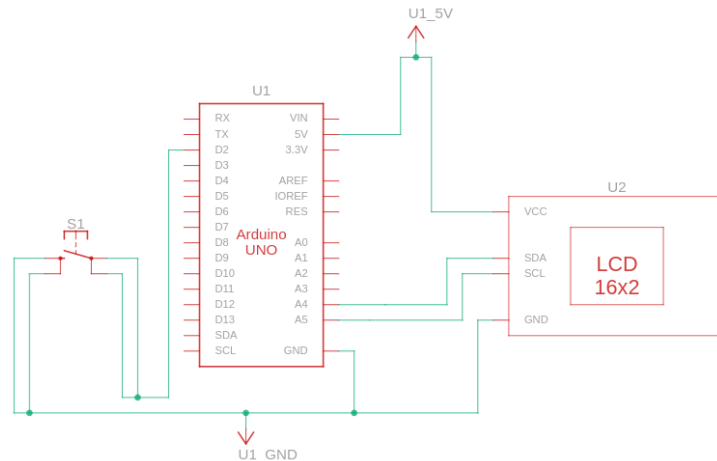 U1_5V
U1
RX
TX
D2
D3
D4
D5
D6
D7
D8
D9
D10
D11
D12
D13
SDA
SCL
Arduino
UNO
VIN
5V
3.3V
AREF
IOREF
RES
A0
A1
A2
A3
A4
A5
GND
S1
U2
VCC
SDA
SCL
GND
LCD
16x2
U1_GND